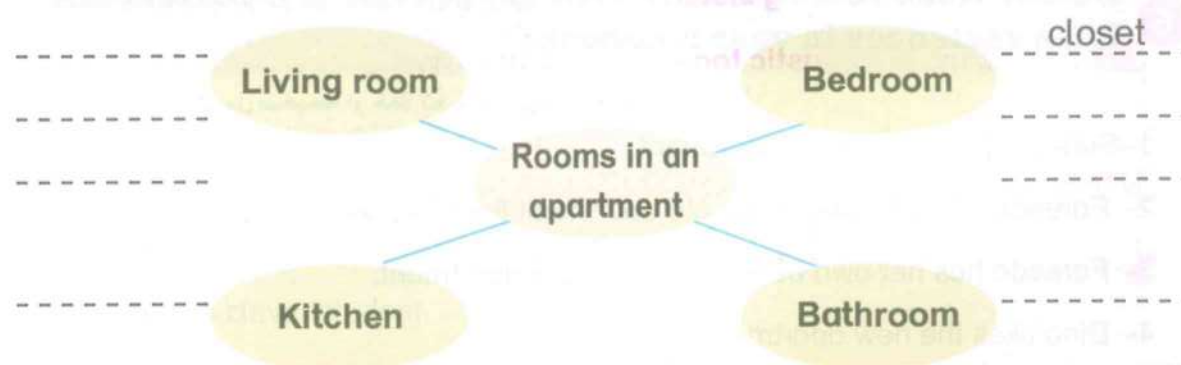 closet
Living room
Bedroom
Rooms in an
apartment
Kitchen
Bathroom